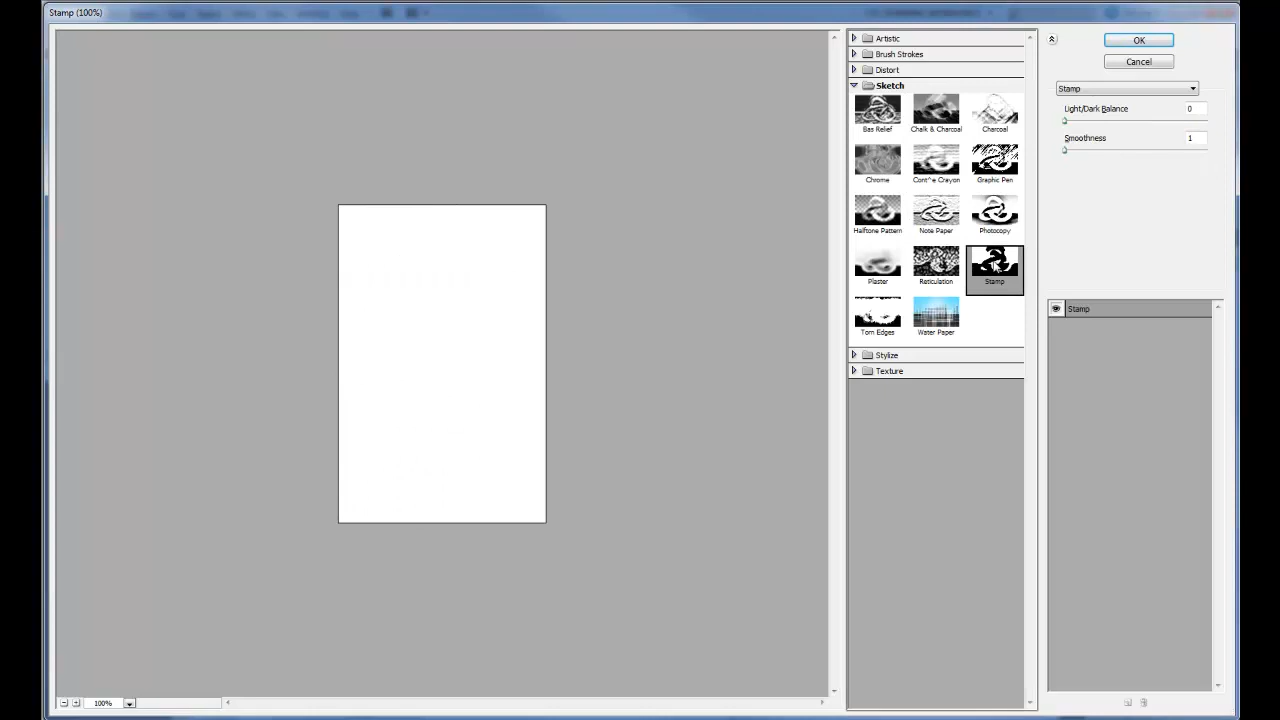 Stamp (100%)
Artistic
Brush Strokes
Distort
Sketch
Bas Relief
Chalk & Charcoal
Charcoal
Chrome
Cont^e Crayon
Graphic Pen
Halftone Pattern
Note Paper
Photocopy
Plaster
Reticulation
Stamp
Torn Edges
Water Paper
Stylize
Texture
OK
Cancel
Stamp
Light/Dark Balance 0
Smoothness 1
Stamp
100%